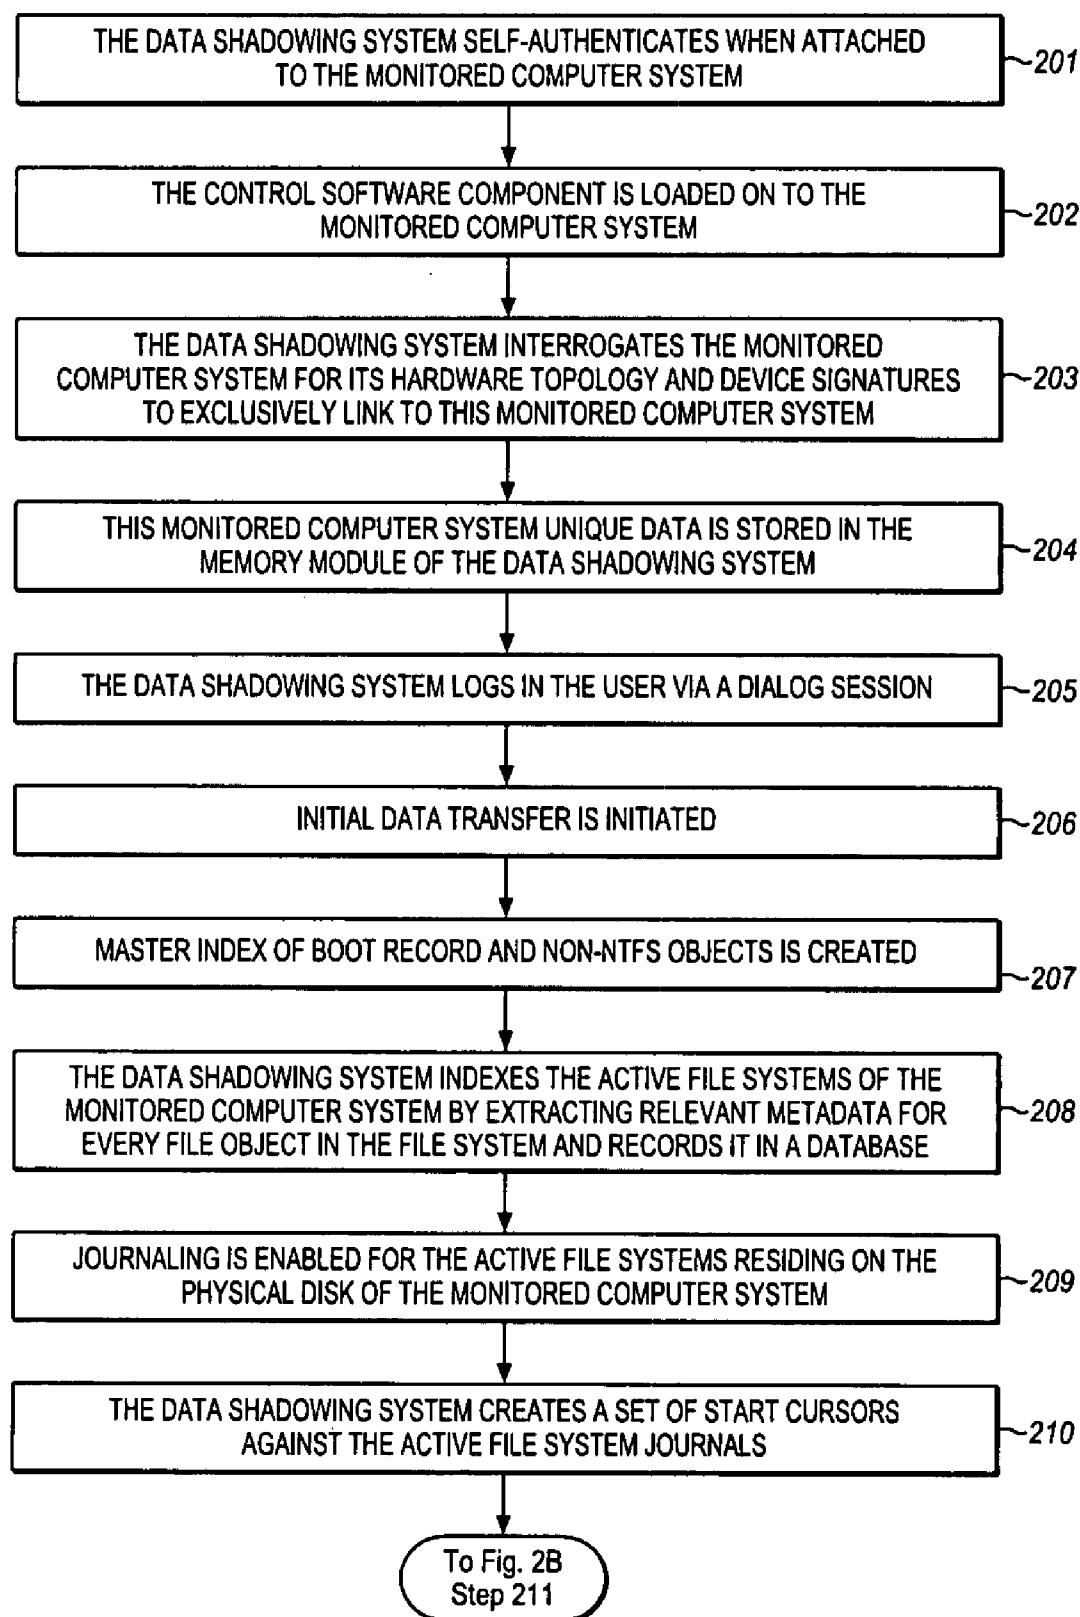 THE DATA SHADOWING SYSTEM SELF-AUTHENTICATES WHEN ATTACHED
TO THE MONITORED COMPUTER SYSTEM
201
THE CONTROL SOFTWARE COMPONENT IS LOADED ON TO THE
MONITORED COMPUTER SYSTEM
202
THE DATA SHADOWING SYSTEM INTERROGATES THE MONITORED
COMPUTER SYSTEM FOR ITS HARDWARE TOPOLOGY AND DEVICE SIGNATURES
TO EXCLUSIVELY LINK TO THIS MONITORED COMPUTER SYSTEM
203
THIS MONITORED COMPUTER SYSTEM UNIQUE DATA IS STORED IN THE
MEMORY MODULE OF THE DATA SHADOWING SYSTEM
204
THE DATA SHADOWING SYSTEM LOGS IN THE USER VIA A DIALOG SESSION
205
INITIAL DATA TRANSFER IS INITIATED
206
MASTER INDEX OF BOOT RECORD AND NON-NTFS OBJECTS IS CREATED
207
THE DATA SHADOWING SYSTEM INDEXES THE ACTIVE FILE SYSTEMS OF THE
MONITORED COMPUTER SYSTEM BY EXTRACTING RELEVANT METADATA FOR
EVERY FILE OBJECT IN THE FILE SYSTEM AND RECORDS IT IN A DATABASE
208
JOURNALING IS ENABLED FOR THE ACTIVE FILE SYSTEMS RESIDING ON THE
PHYSICAL DISK OF THE MONITORED COMPUTER SYSTEM
209
THE DATA SHADOWING SYSTEM CREATES A SET OF START CURSORS
AGAINST THE ACTIVE FILE SYSTEM JOURNALS
210
To Fig. 2B
Step 211